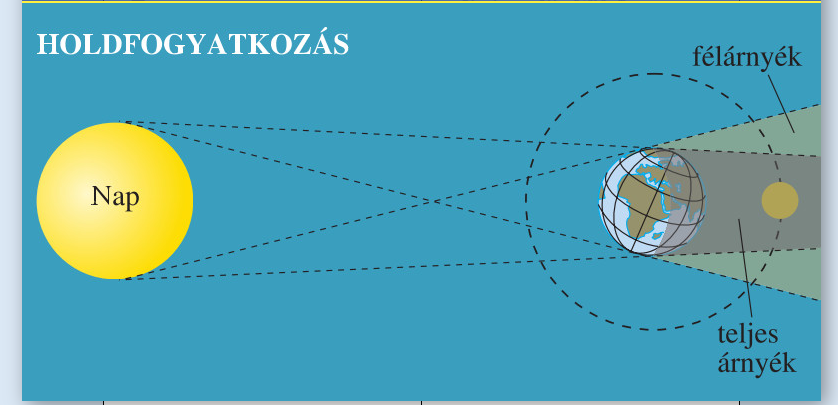 HOLDFOGYATKOZÁS
félárnyék
Nap
teljes
árnyék